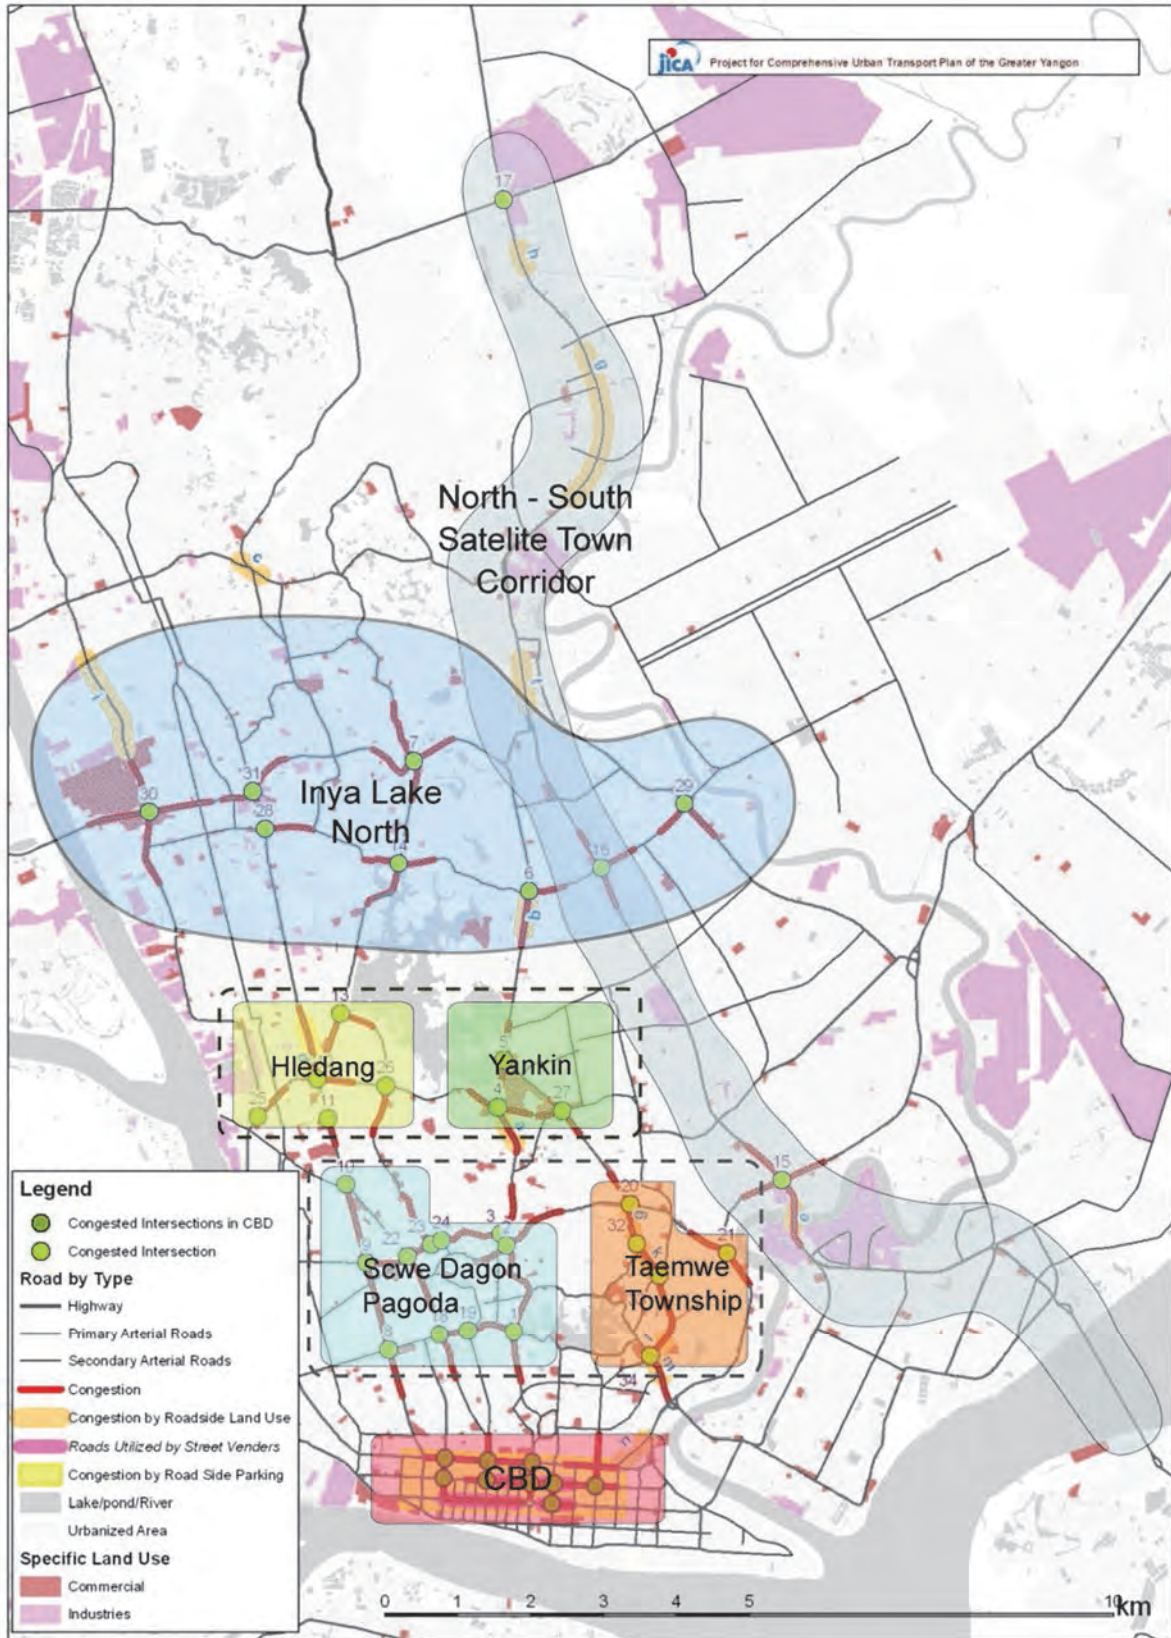 JICA Project for Comprehensive Urban Transport Plan of the Greater Yangon
17
h
g
North - South
Satelite Town
Corridor
c
i
7
31
29
Inya Lake
North
30
28
14
16
6
13
5
Hledang
Yankin
26
4
27
25
11
15
10
20
e
32
3
24
2
23
22
21
9
Scwe Dagon
Pagoda
Taemwe
Township
18
19
1
8
m
34
n
CBD
Legend
Congested Intersections in CBD
Congested Intersection
Road by Type
Highway
Primary Arterial Roads
Secondary Arterial Roads
Congestion
Congestion by Roadside Land Use
Roads Utilized by Street Venders
Congestion by Road Side Parking
Lake/pond/River
Urbanized Area
Specific Land Use
Commercial
Industries
0 1 2 3 4 5 10 km